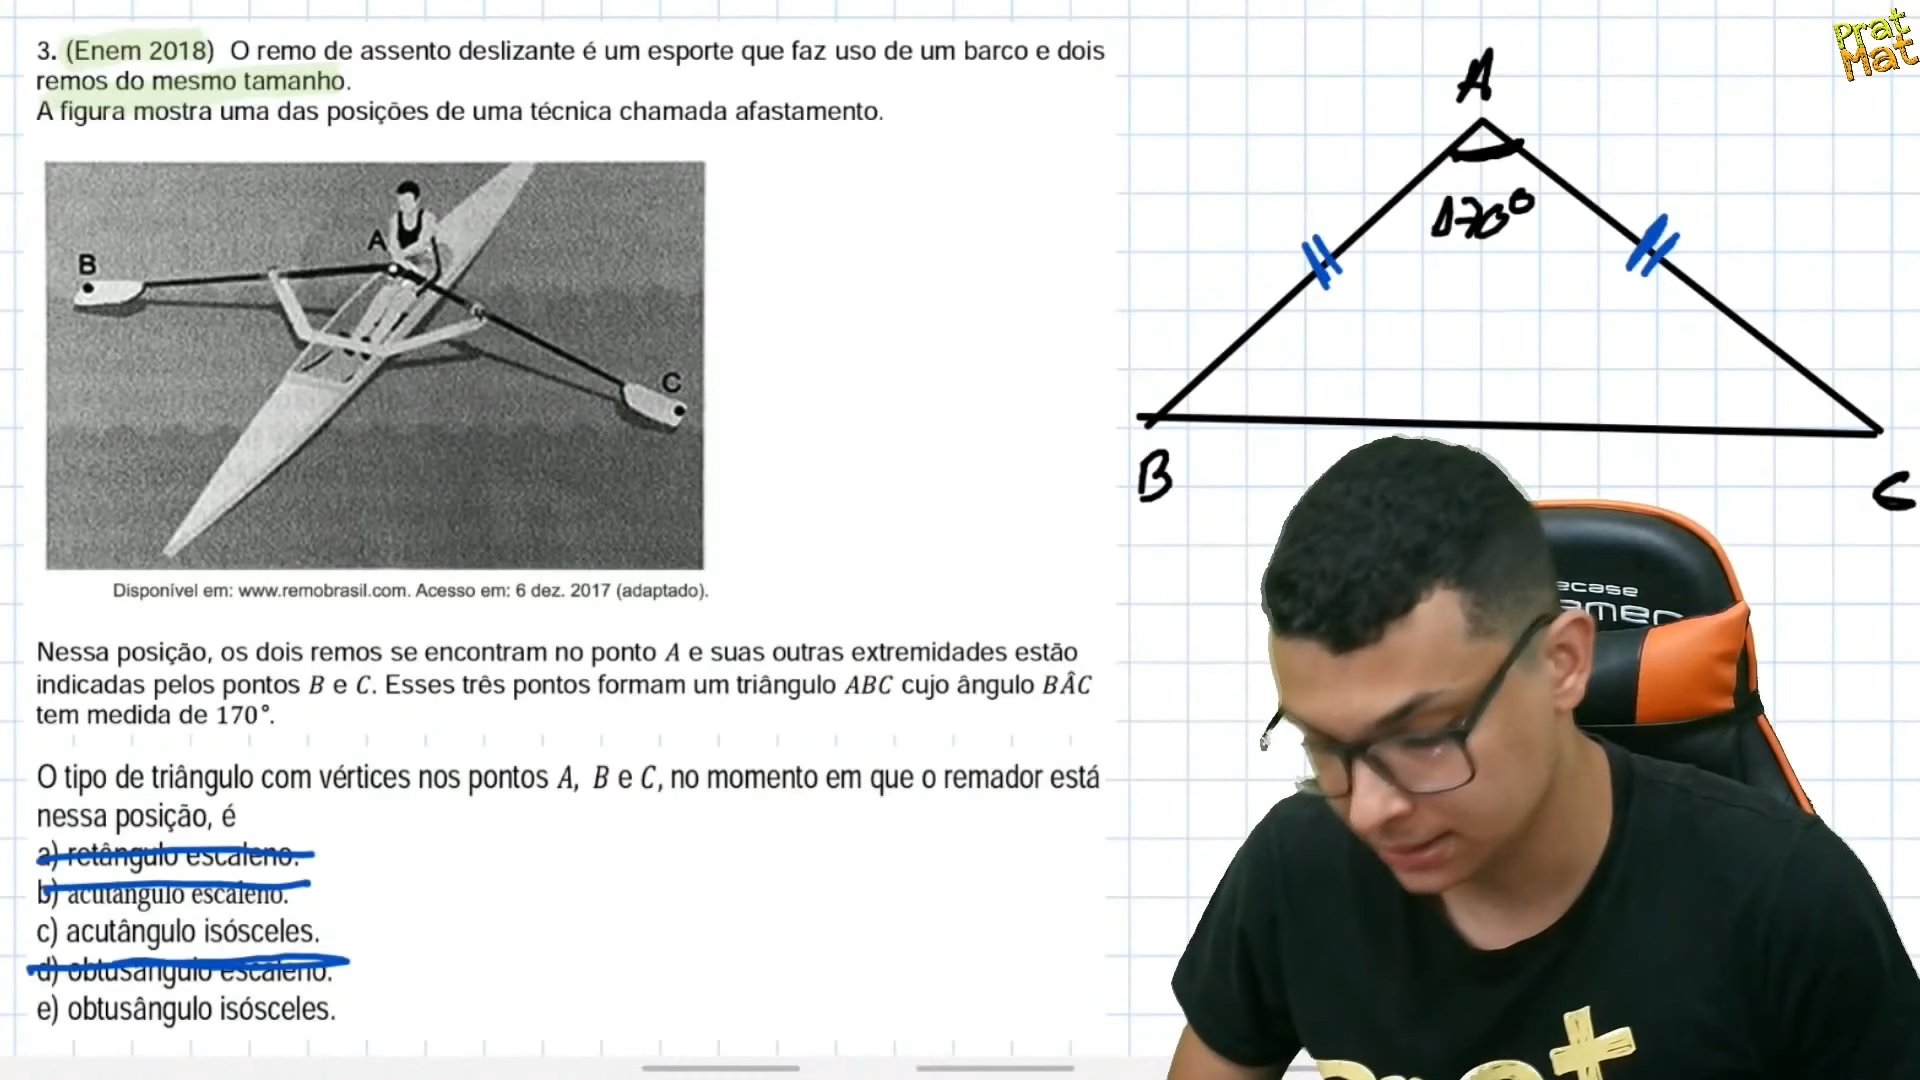 3. (Enem 2018) O remo de assento deslizante é um esporte que faz uso de um barco e dois
remos do mesmo tamanho.
A figura mostra uma das posições de uma técnica chamada afastamento.
B
A
C
Disponível em: www.remobrasil.com. Acesso em: 6 dez. 2017 (adaptado).
Nessa posição, os dois remos se encontram no ponto A e suas outras extremidades estão
indicadas pelos pontos B e C. Esses três pontos formam um triângulo ABC cujo ângulo BÂC
tem medida de 170°.
O tipo de triângulo com vértices nos pontos A, B e C, no momento em que o remador está
nessa posição, é
a) retângulo escaleno.
b) acutângulo escaleno.
c) acutângulo isósceles.
d) obtusângulo escaleno.
e) obtusângulo isósceles.
Prat
Mat
A
170°
B
C